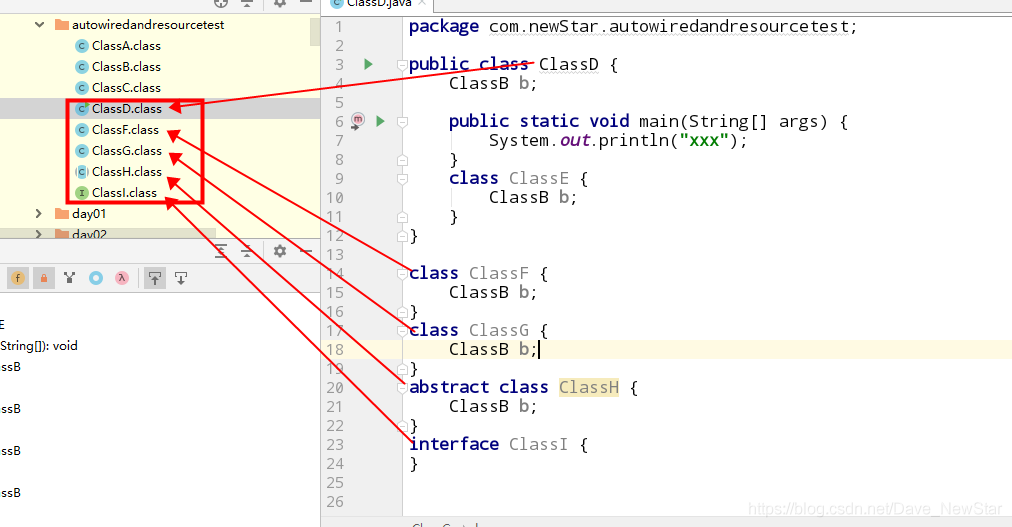 autowiredandresourcetest
ClassA.class
ClassB.class
ClassC.class
ClassD.class
ClassF.class
ClassG.class
ClassH.class
ClassI.class
day01
day02
E
String[]): void
assB
assB
assB
assB
ClassD.java
1 package com.newStar.autowiredandresourcetest;
2
3 public class ClassD {
4 ClassB b;
5
6 public static void main(String[] args) {
7 System.out.println("xxx");
8 }
9 class ClassE {
10 ClassB b;
11 }
12 }
13
14 class ClassF {
15 ClassB b;
16 }
17 class ClassG {
18 ClassB b;
19 }
20 abstract class ClassH {
21 ClassB b;
22 }
23 interface ClassI {
24 }
25
26
https://blog.csdn.net/Dave_NewStar